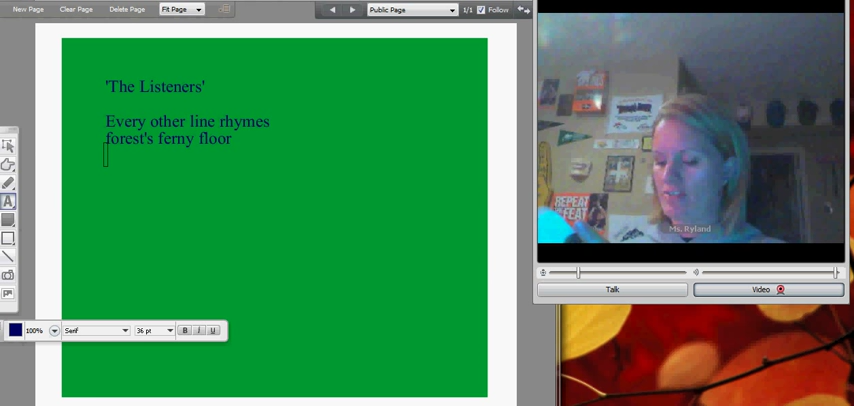 New Page Clear Page Delete Page Fit Page Public Page 1/1 Follow
'The Listeners'
Every other line rhymes
forest's ferny floor
100% Serif 36 pt B i U
A
REPEAT
THE
FEAT
Ms. Ryland
Talk Video